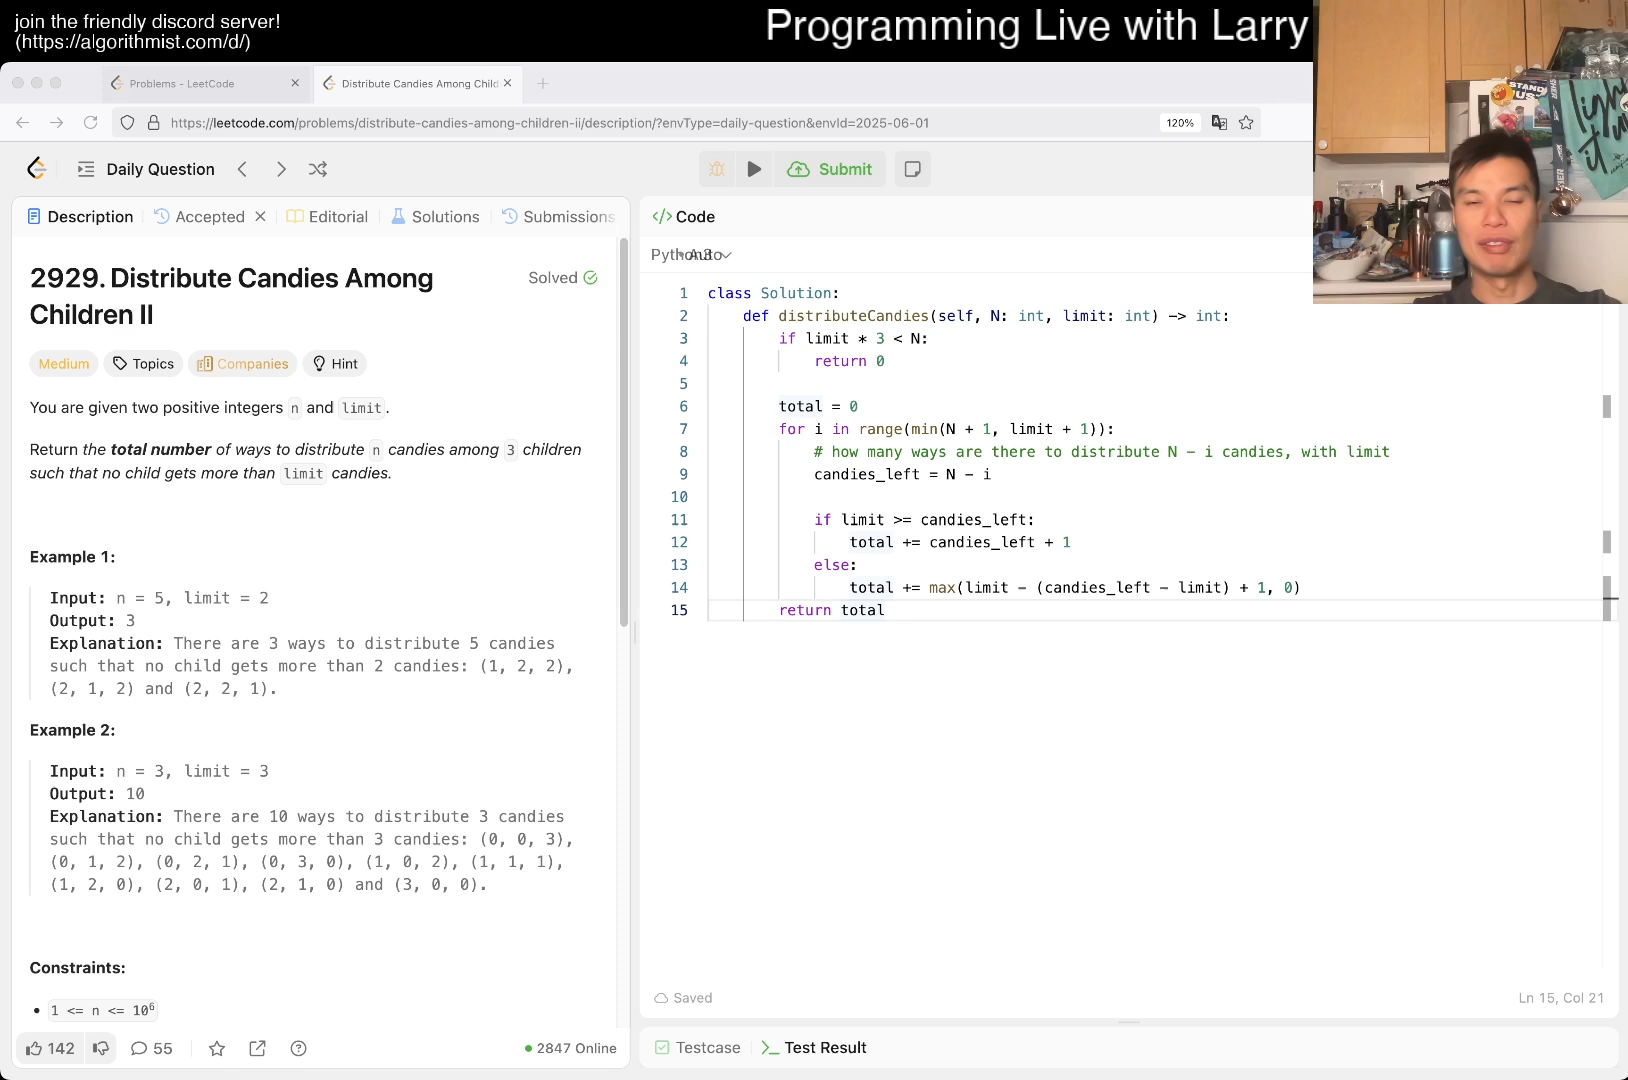 join the friendly discord server!
(https://algorithmist.com/d/)
Programming Live with Larry
Problems - LeetCode
Distribute Candies Among Child
https://leetcode.com/problems/distribute-candies-among-children-ii/description/?envType=daily-question&envId=2025-06-01
120%
Daily Question
Submit
Description
Accepted
Editorial
Solutions
Submissions
2929. Distribute Candies Among
Children II
Solved
Medium
Topics
Companies
Hint
You are given two positive integers n and limit.
Return the total number of ways to distribute n candies among 3 children
such that no child gets more than limit candies.
Example 1:
Input: n = 5, limit = 2
Output: 3
Explanation: There are 3 ways to distribute 5 candies
such that no child gets more than 2 candies: (1, 2, 2),
(2, 1, 2) and (2, 2, 1).
Example 2:
Input: n = 3, limit = 3
Output: 10
Explanation: There are 10 ways to distribute 3 candies
such that no child gets more than 3 candies: (0, 0, 3),
(0, 1, 2), (0, 2, 1), (0, 3, 0), (1, 0, 2), (1, 1, 1),
(1, 2, 0), (2, 0, 1), (2, 1, 0) and (3, 0, 0).
Constraints:
• 1 <= n <= 10⁶
142
55
2847 Online
</> Code
Python3
Auto
1 class Solution:
2 def distributeCandies(self, N: int, limit: int) -> int:
3 if limit * 3 < N:
4 return 0
5
6 total = 0
7 for i in range(min(N + 1, limit + 1)):
8 # how many ways are there to distribute N - i candies, with limit
9 candies_left = N - i
10
11 if limit >= candies_left:
12 total += candies_left + 1
13 else:
14 total += max(limit - (candies_left - limit) + 1, 0)
15 return total
Saved
Ln 15, Col 21
Testcase
Test Result